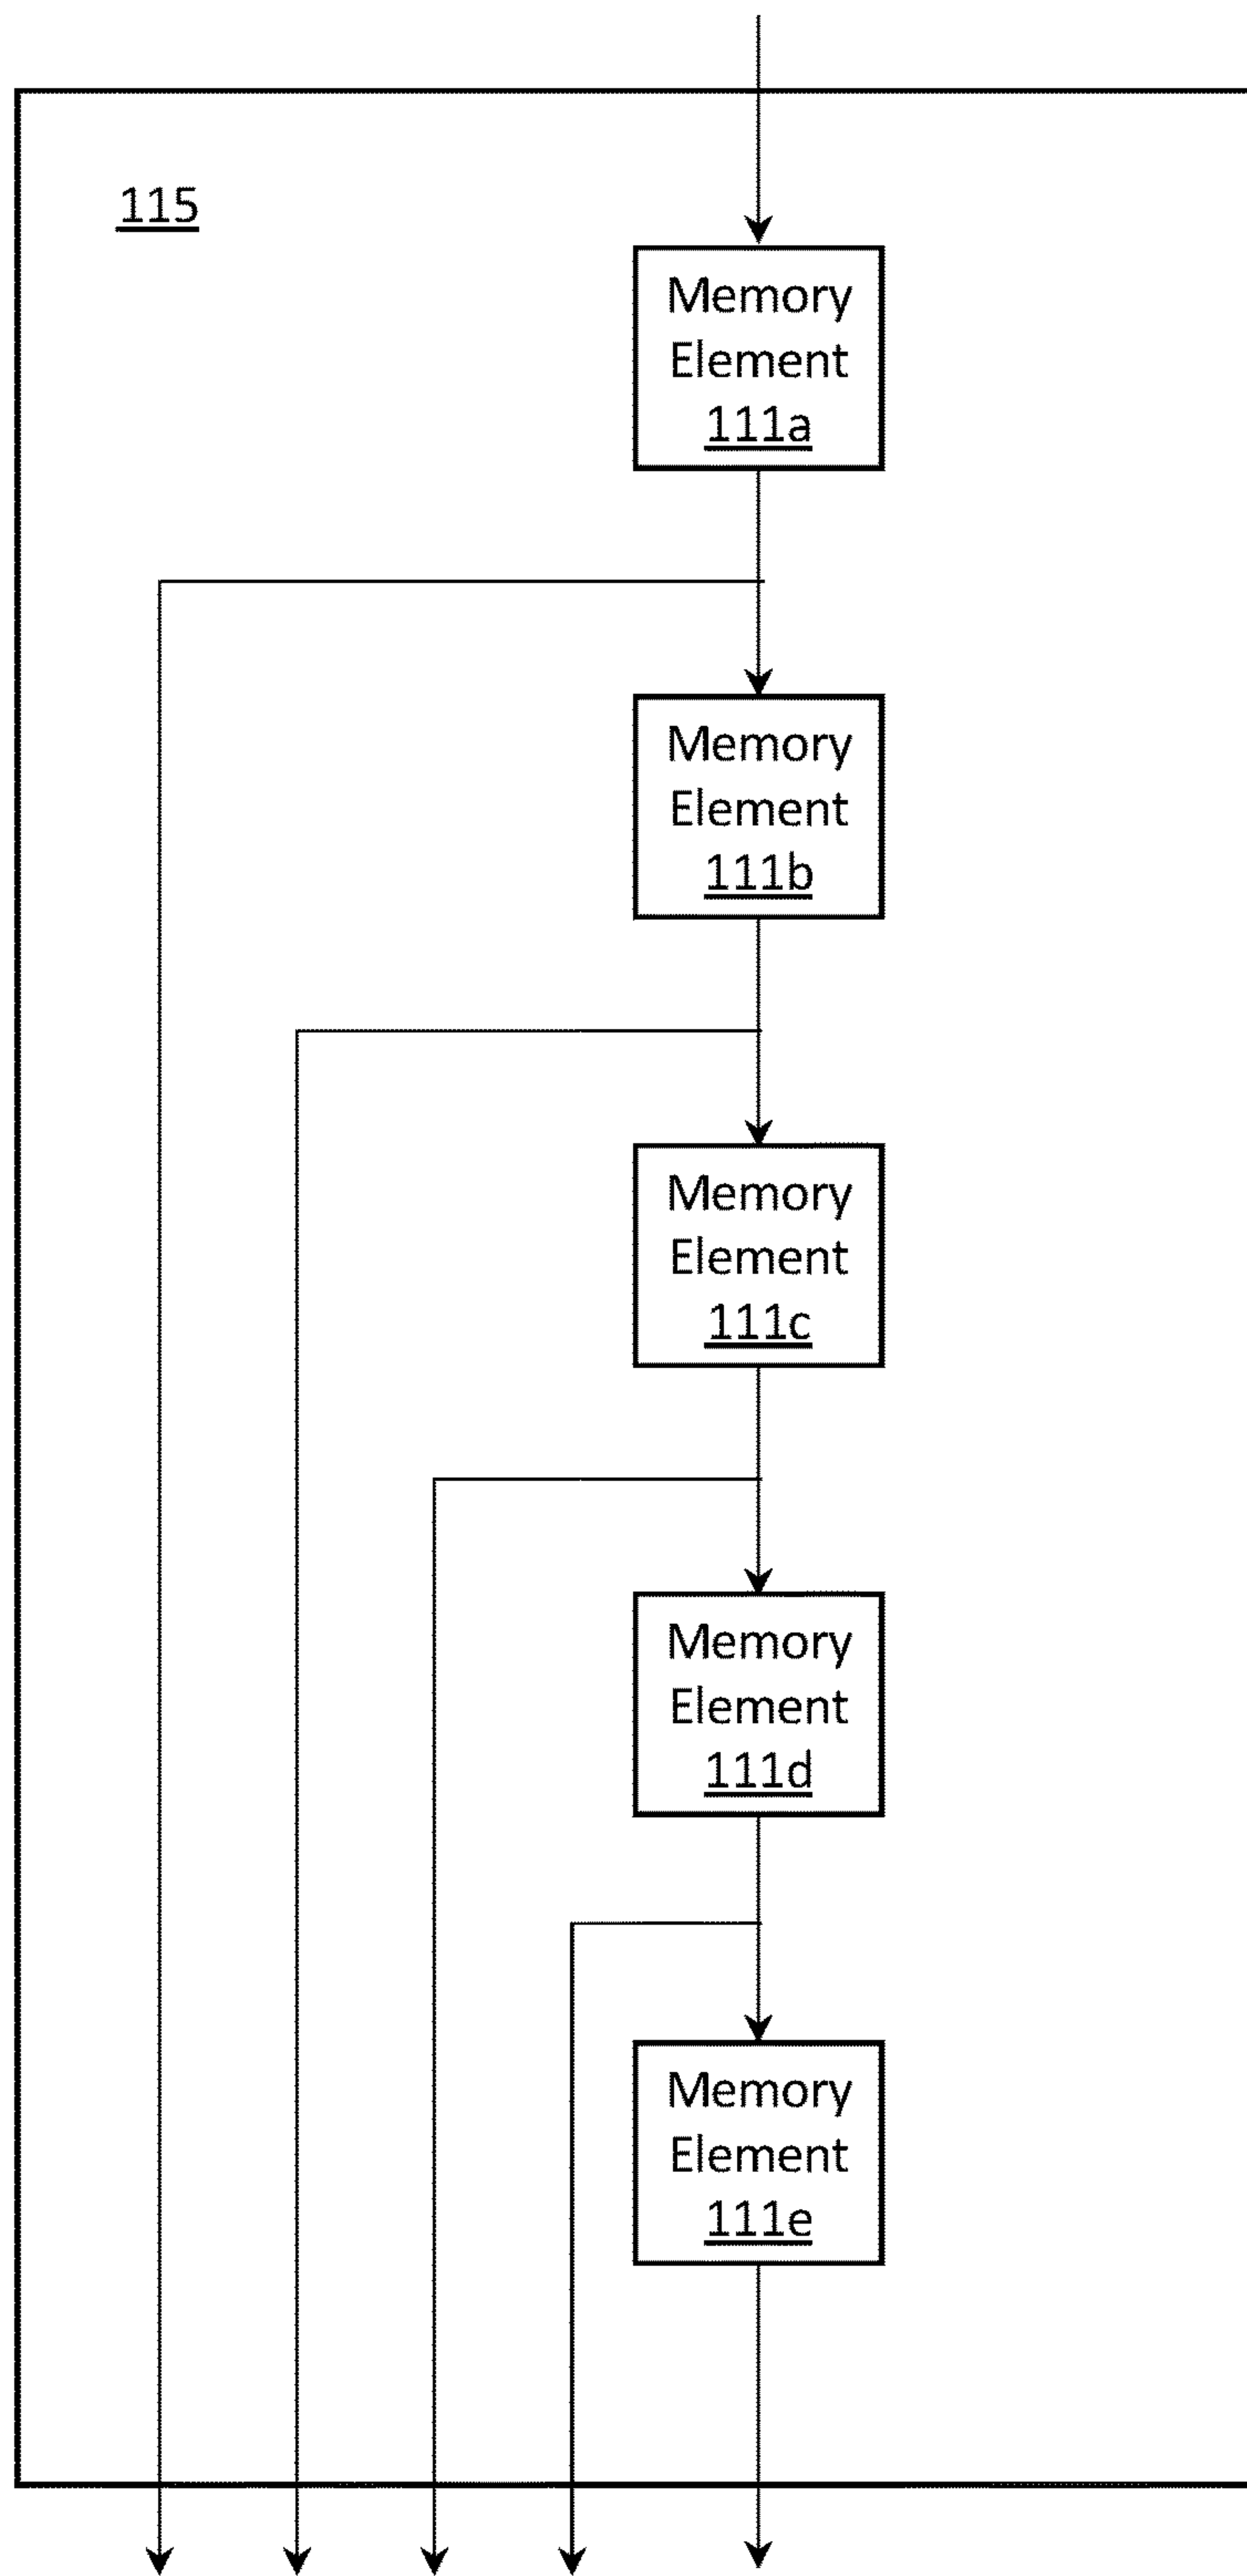 115
Memory
Element
111a
Memory
Element
111b
Memory
Element
111c
Memory
Element
111d
Memory
Element
111e